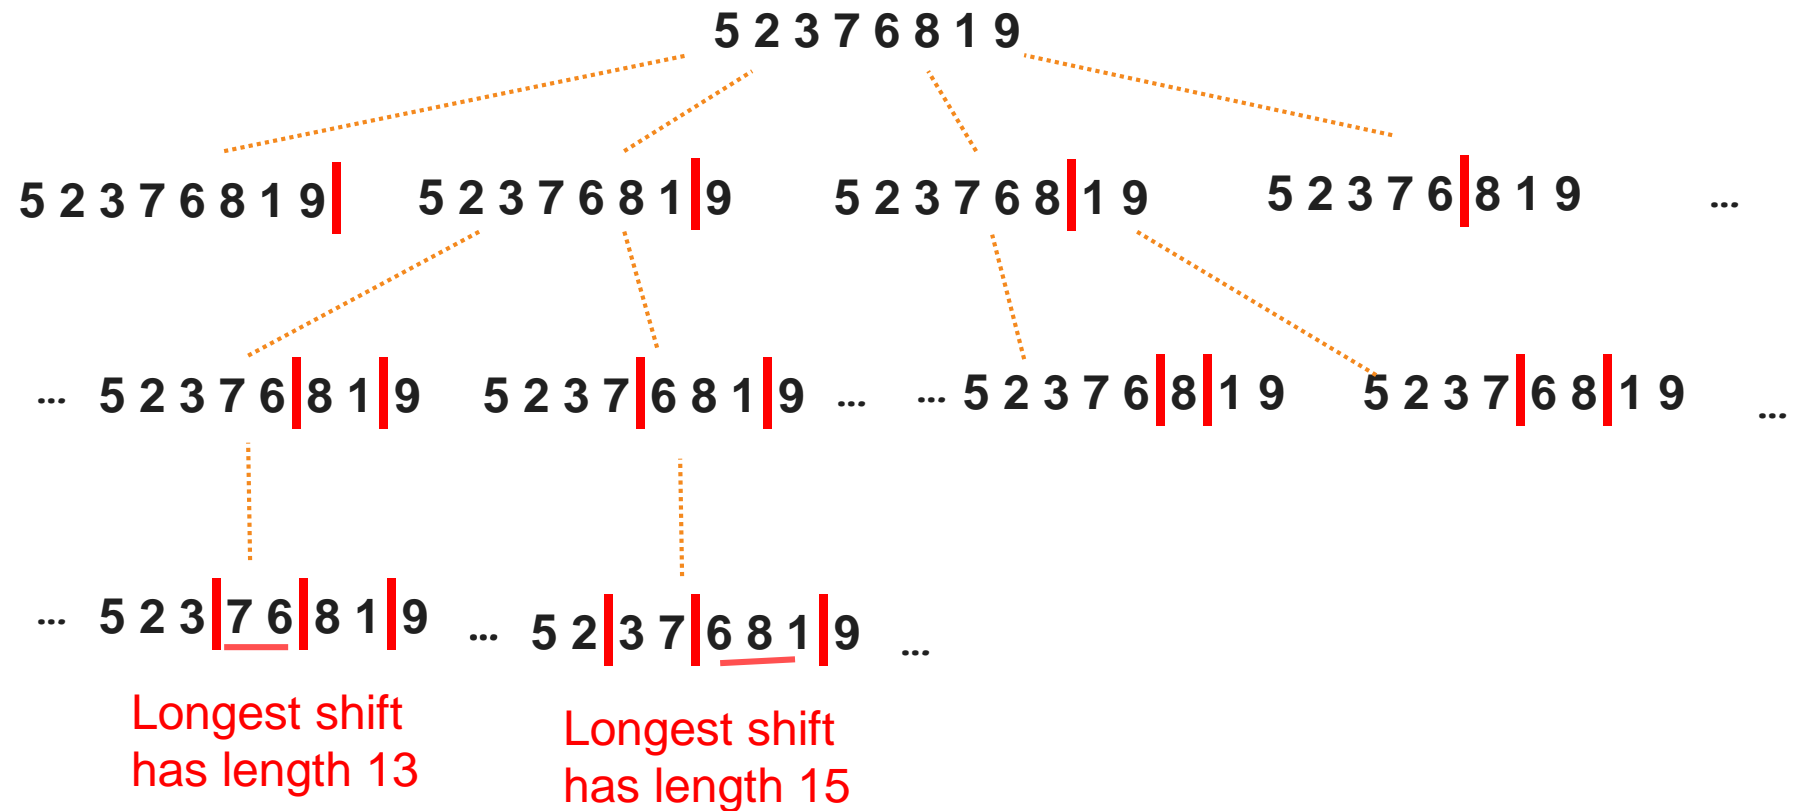 5 2 3 7 6 8 1 9
5 2 3 7 6 8 1 9 5 2 3 7 6 8 1 9 5 2 3 7 6 8 1 9 5 2 3 7 6 8 1 9 ...
... 5 2 3 7 6 8 1 9 5 2 3 7 6 8 1 9 ... ... 5 2 3 7 6 8 1 9 5 2 3 7 6 8 1 9 ...
... 5 2 3 7 6 8 1 9 ... 5 2 3 7 6 8 1 9 ...
Longest shift
has length 13
Longest shift
has length 15